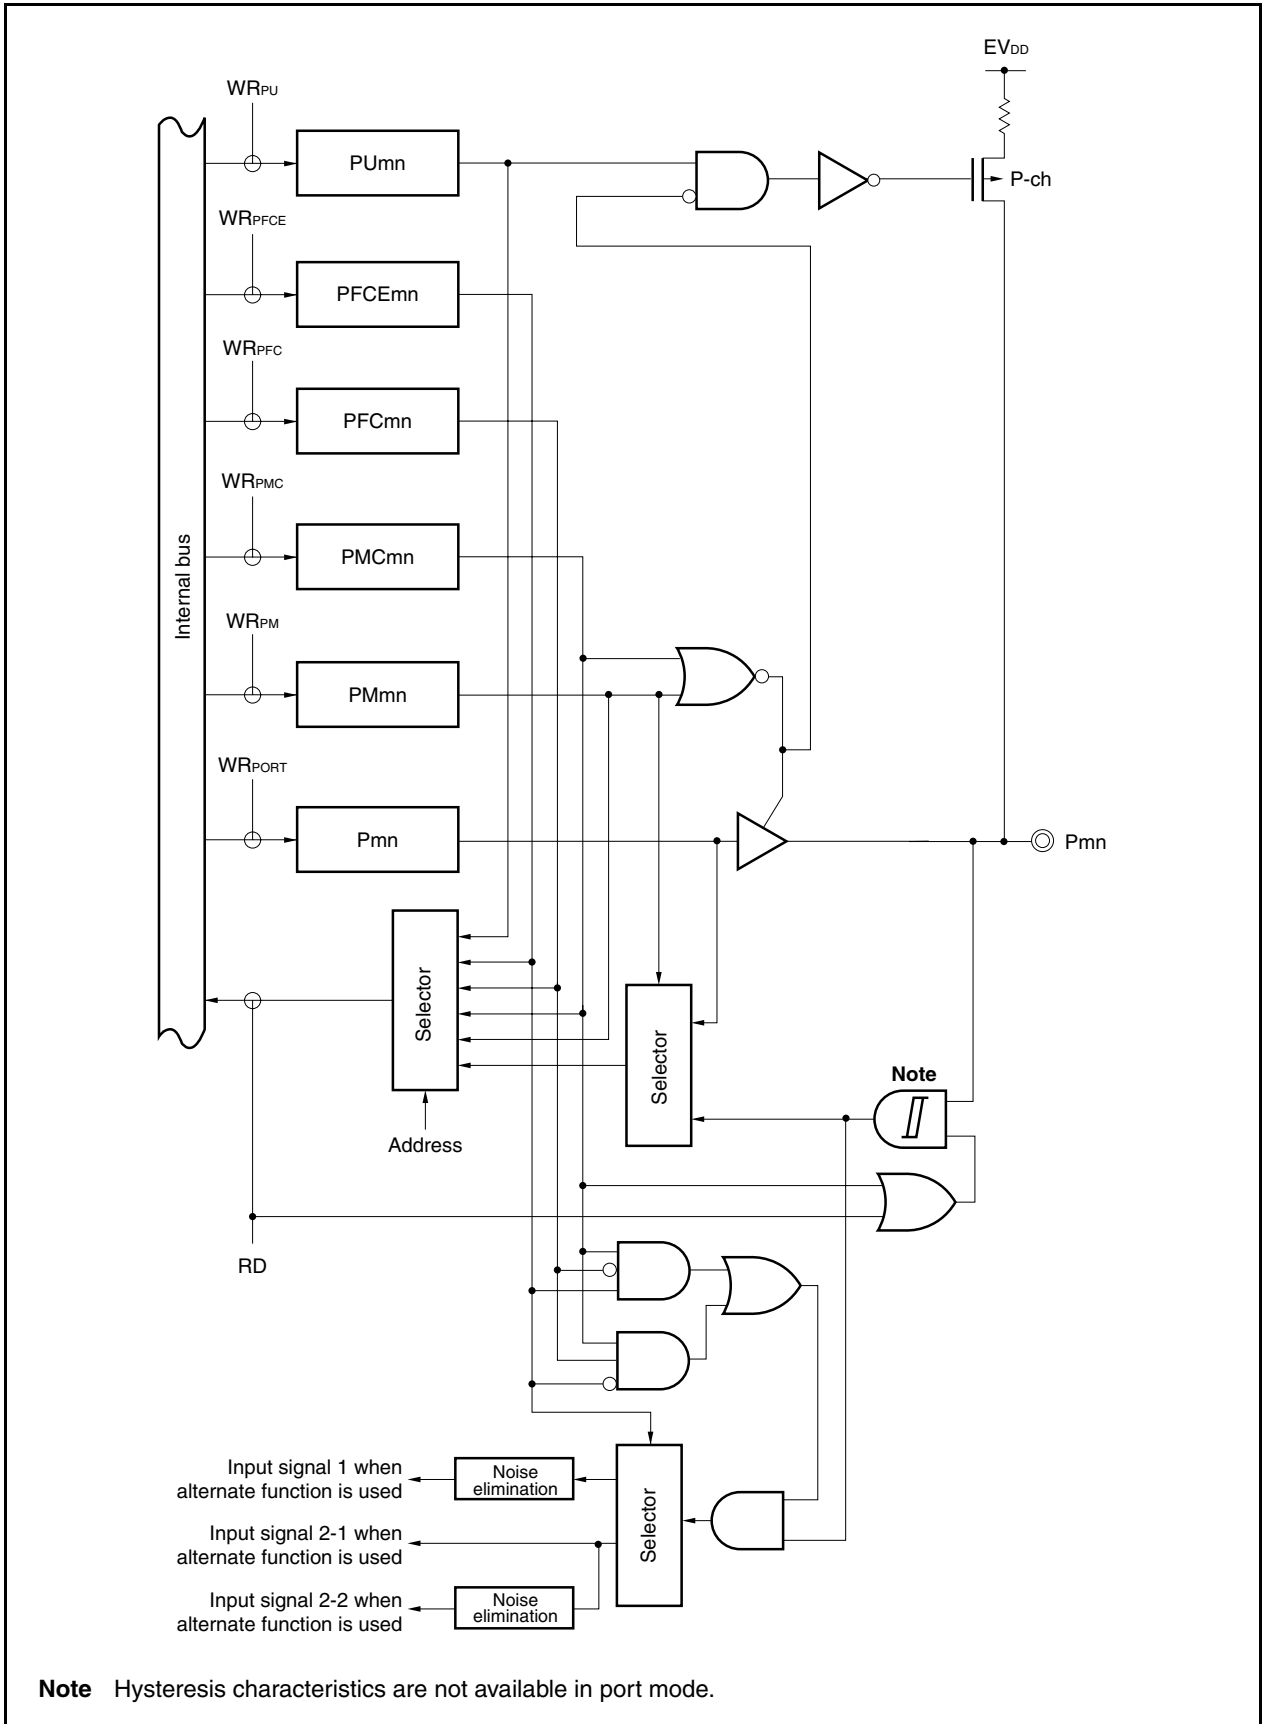 EVDD
WRPU
PUmn
P-ch
WRPFCE
PFCEmn
WRPFC
PFCmn
WRPMC
PMCmn
Internal bus
WRPM
PMmn
WRPORT
Pmn
Pmn
Selector
Selector
Note
Address
RD
Input signal 1 when
alternate function is used
Noise
elimination
Selector
Input signal 2-1 when
alternate function is used
Input signal 2-2 when
alternate function is used
Noise
elimination
Note Hysteresis characteristics are not available in port mode.